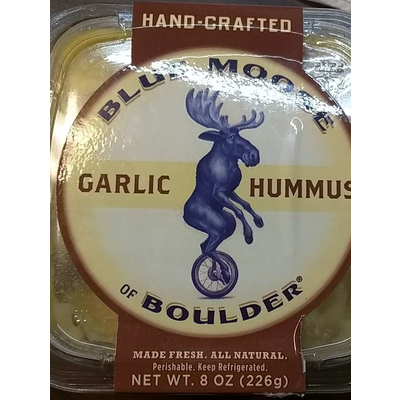 HAND-CRAFTED
BLUE MOOSE
GARLIC HUMMUS
OF BOULDER®
MADE FRESH. ALL NATURAL.
Perishable. Keep Refrigerated.
NET WT. 8 OZ (226g)